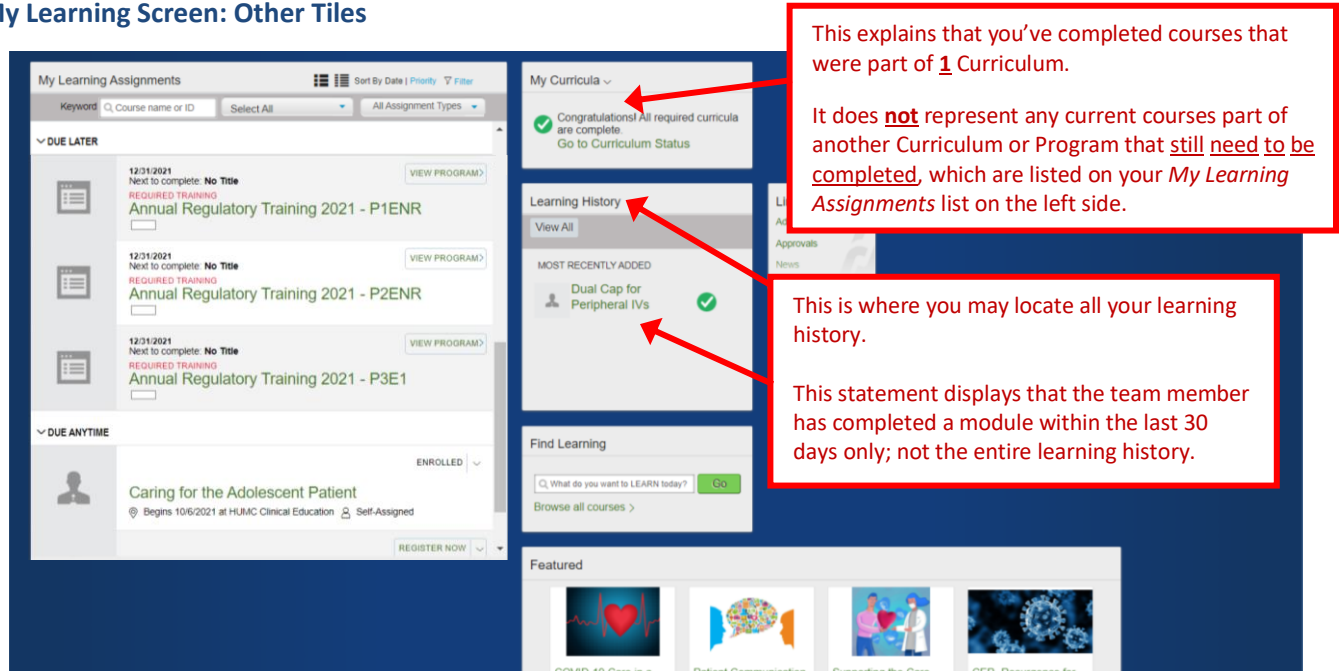 My Learning Screen: Other Tiles
This explains that you’ve completed courses that
were part of 1 Curriculum.
It does not represent any current courses part of
another Curriculum or Program that still need to be
completed, which are listed on your My Learning
Assignments list on the left side.
My Learning Assignments
Sort By Date | Priority Filter
Keyword Course name or ID Select All All Assignment Types
DUE LATER
12/31/2021
Next to complete: No Title
REQUIRED TRAINING
Annual Regulatory Training 2021 - P1ENR
VIEW PROGRAM>
12/31/2021
Next to complete: No Title
REQUIRED TRAINING
Annual Regulatory Training 2021 - P2ENR
VIEW PROGRAM>
12/31/2021
Next to complete: No Title
REQUIRED TRAINING
Annual Regulatory Training 2021 - P3E1
VIEW PROGRAM>
DUE ANYTIME
ENROLLED
Caring for the Adolescent Patient
Begins 10/6/2021 at HUMC Clinical Education Self-Assigned
REGISTER NOW
My Curricula
Congratulations! All required curricula
are complete.
Go to Curriculum Status
Learning History
View All
MOST RECENTLY ADDED
Dual Cap for
Peripheral IVs
Approvals
News
This is where you may locate all your learning
history.
This statement displays that the team member
has completed a module within the last 30
days only; not the entire learning history.
Find Learning
What do you want to LEARN today? Go
Browse all courses >
Featured
COVID-19 Care in a
Patient Communication
Supporting the Care